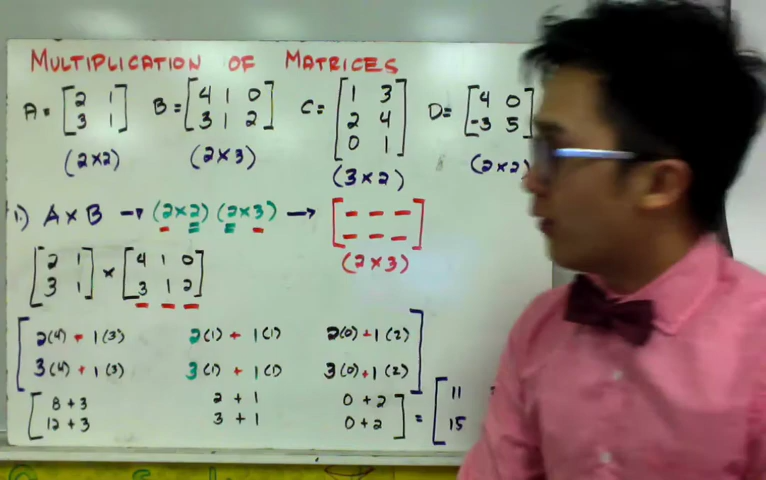 MULTIPLICATION OF MATRICES
A = [2 1 B = [4 1 0 C = [1 3 D = [4 0
3 1] 3 1 2] 2 4 -3 5]
0 1]
(2×2) (2×3) (3×2) (2×2)
1.) A × B → (2×2) (2×3) → [_ _ _
_ _ _]
(2×3)
[2 1 × [4 1 0
3 1] 3 1 2]
[2(4) + 1(3) 2(1) + 1(1) 2(0) + 1(2)
3(4) + 1(3) 3(1) + 1(1) 3(0) + 1(2)]
[8 + 3 2 + 1 0 + 2 = [11
12 + 3 3 + 1 0 + 2] 15